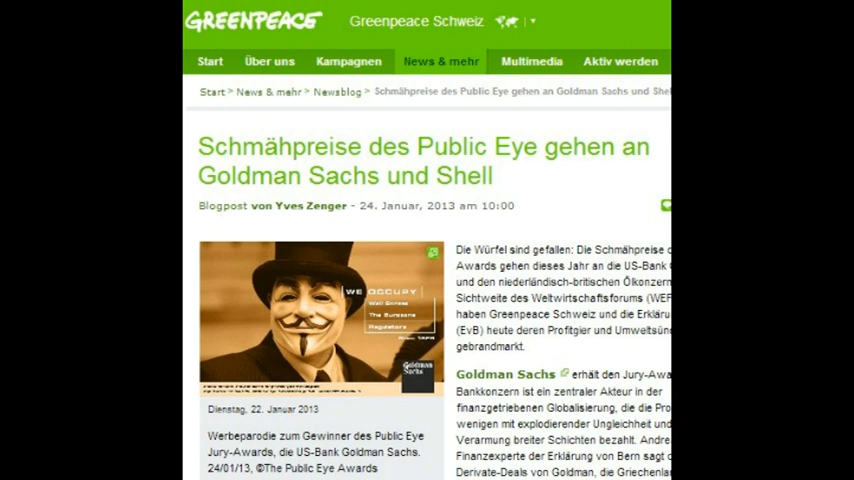 GREENPEACE Greenpeace Schweiz
Start Über uns Kampagnen News & mehr Multimedia Aktiv werden
Start > News & mehr > Newsblog > Schmähpreise des Public Eye gehen an Goldman Sachs und Shel
Schmähpreise des Public Eye gehen an
Goldman Sachs und Shell
Blogpost von Yves Zenger - 24. Januar, 2013 am 10:00
WE OCCUPY
Wall Street
The Eurozone
Regulators
Goldman
Sachs
Dienstag, 22. Januar 2013
Werbeparodie zum Gewinner des Public Eye
Jury-Awards, die US-Bank Goldman Sachs.
24/01/13, ©The Public Eye Awards
Die Würfel sind gefallen: Die Schmähpreise
Awards gehen dieses Jahr an die US-Bank
und den niederländisch-britischen Ölkonzern
Sichtweite des Weltwirtschaftsforums (WEF
haben Greenpeace Schweiz und die Erkläru
(EvB) heute deren Profitgier und Umweltsün
gebrandmarkt.
Goldman Sachs erhält den Jury-Awa
Bankkonzern ist ein zentraler Akteur in der
finanzgetriebenen Globalisierung, die die Pro
wenigen mit explodierender Ungleichheit und
Verarmung breiter Schichten bezahlt. Andrea
Finanzexperte der Erklärung von Bern sagt
Derivate-Deals von Goldman, die Griechenla